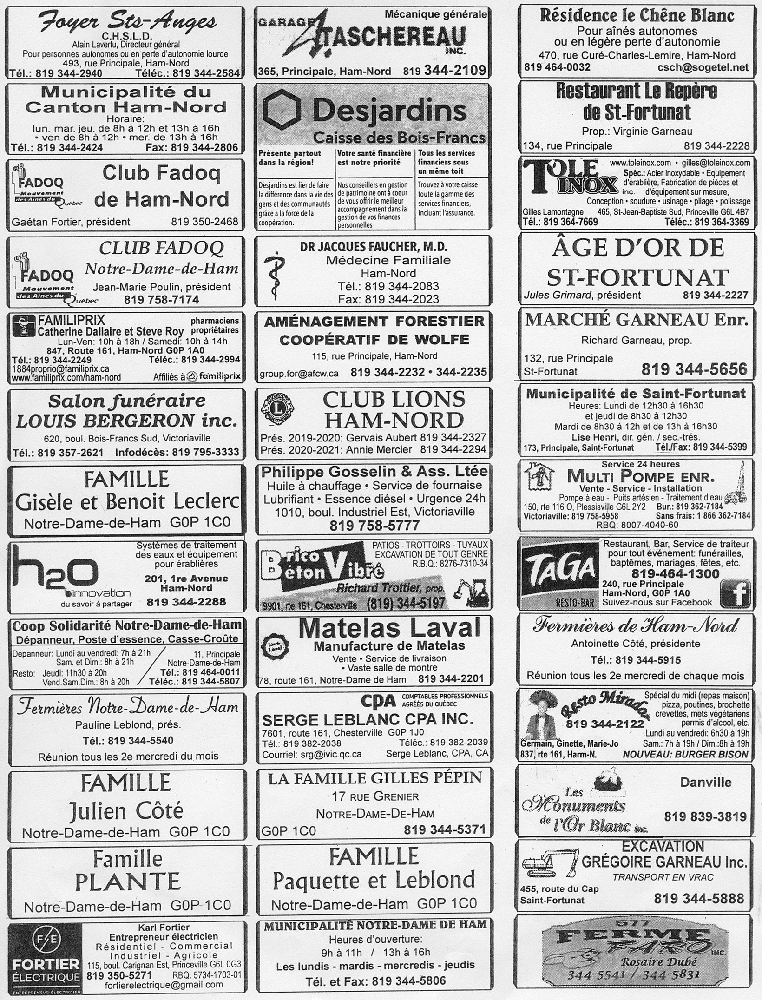 Foyer Sts-Anges
C.H.S.L.D.
Alain Lavertu, Directeur général
Pour personnes autonomes ou en perte d'autonomie lourde
493, rue Principale, Ham-Nord
Tél.: 819 344-2940 Téléc.: 819 344-2584
Municipalité du
Canton Ham-Nord
Horaire:
lun. mar. jeu. de 8h à 12h et 13h à 16h
• ven de 8h à 12h • mer. de 13h à 16h
Tél.: 819 344-2424 Fax: 819 344-2806
FADOQ
Mouvement
des Aînés du
Québec
Club Fadoq
de Ham-Nord
Gaétan Fortier, président 819 350-2468
FADOQ
Mouvement
des Aînés du
Québec
CLUB FADOQ
Notre-Dame-de-Ham
Jean-Marie Poulin, président
819 758-7174
FAMILIPRIX pharmaciens
Catherine Dallaire et Steve Roy propriétaires
Lun-Ven: 10h à 18h / Samedi: 10h à 14h
847, Route 161, Ham-Nord G0P 1A0
Tél.: 819 344-2249 Téléc.: 819 344-2994
1884proprio@familiprix.ca
www.familiprix.com/ham-nord Affiliés à familiprix
Salon funéraire
LOUIS BERGERON inc.
620, boul. Bois-Francs Sud, Victoriaville
Tél.: 819 357-2621 Infodécès: 819 795-3333
FAMILLE
Gisèle et Benoit Leclerc
Notre-Dame-de-Ham G0P 1C0
h2o
innovation
du savoir à partager
Systèmes de traitement
des eaux et équipement
pour érablières
201, 1re Avenue
Ham-Nord
819 344-2288
Coop Solidarité Notre-Dame-de-Ham
Dépanneur, Poste d'essence, Casse-Croûte
Dépanneur: Lundi au vendredi: 7h à 21h
Sam. et Dim.: 8h à 21h
Resto: Jeudi: 11h30 à 20h
Vend.Sam.Dim.: 8h à 20h
11, Principale
Notre-Dame-de-Ham
Tél.: 819 464-0011
Téléc.: 819 344-5807
Fermières Notre-Dame-de-Ham
Pauline Leblond, prés.
Tél.: 819 344-5540
Réunion tous les 2e mercredi du mois
FAMILLE
Julien Côté
Notre-Dame-de-Ham G0P 1C0
Famille
PLANTE
Notre-Dame-de-Ham G0P 1C0
F/E
FORTIER
ÉLECTRIQUE
ENTREPRENEUR ÉLECTRICIEN
Karl Fortier
Entrepreneur électricien
Résidentiel - Commercial
Industriel - Agricole
115, boul. Carignan Est, Princeville G6L 0G3
819 350-5271 RBQ: 5734-1703-01
fortierelectrique@gmail.com
Mécanique générale
GARAGE
TASCHEREAU
INC.
365, Principale, Ham-Nord 819 344-2109
Desjardins
Caisse des Bois-Francs
Présente partout
dans la région!
Desjardins est fier de faire
la différence dans la vie des
gens et des communautés
grâce à la force de la
coopération.
Votre santé financière
est notre priorité
Nos conseillers en gestion
de patrimoine ont à coeur
de vous offrir le meilleur
accompagnement dans la
gestion de vos finances
personnelles
Tous les services
financiers sous
un même toit
Trouvez à votre caisse
toute la gamme des
services financiers,
incluant l'assurance.
DR JACQUES FAUCHER, M.D.
Médecine Familiale
Ham-Nord
Tél.: 819 344-2083
Fax: 819 344-2023
AMÉNAGEMENT FORESTIER
COOPÉRATIF DE WOLFE
115, rue Principale, Ham-Nord
group.for@afcw.ca 819 344-2232 • 344-2235
LIONS
L
CLUB LIONS
HAM-NORD
Prés. 2019-2020: Gervais Aubert 819 344-2327
Prés. 2020-2021: Annie Mercier 819 344-2294
Philippe Gosselin & Ass. Ltée
Huile à chauffage • Service de fournaise
Lubrifiant • Essence diésel • Urgence 24h
1010, boul. Industriel Est, Victoriaville
819 758-5777
Brico
Béton Vibré
PATIOS - TROTTOIRS - TUYAUX
EXCAVATION DE TOUT GENRE
R.B.Q.: 8276-7310-34
Richard Trottier, prop.
9901, rte 161, Chesterville (819) 344-5197
Matelas Laval
Manufacture de Matelas
Vente • Service de livraison
• Vaste salle de montre
78, route 161, Notre-Dame de Ham 819 344-2201
CPA COMPTABLES PROFESSIONNELS
AGRÉÉS DU QUÉBEC
SERGE LEBLANC CPA INC.
7601, route 161, Chesterville G0P 1J0
Tél.: 819 382-2038 Téléc.: 819 382-2039
Courriel: srg@ivic.qc.ca Serge Leblanc, CPA, CA
LA FAMILLE GILLES PÉPIN
17 RUE GRENIER
NOTRE-DAME-DE-HAM
G0P 1C0 819 344-5371
FAMILLE
Paquette et Leblond
Notre-Dame-de-Ham G0P 1C0
MUNICIPALITÉ NOTRE-DAME DE HAM
Heures d'ouverture:
9h à 11h / 13h à 16h
Les lundis - mardis - mercredis - jeudis
Tél. et Fax: 819 344-5806
Résidence le Chêne Blanc
Pour aînés autonomes
ou en légère perte d'autonomie
470, rue Curé-Charles-Lemire, Ham-Nord
819 464-0032 csch@sogetel.net
Restaurant Le Repère
de St-Fortunat
Prop.: Virginie Garneau
134, rue Principale 819 344-2228
TOLE
INOX
inc.
www.toleinox.com • gilles@toleinox.com
Spéc.: Acier inoxydable • Équipement
d'érablière, Fabrication de pièces et
d'équipement sur mesure,
Conception • soudure • usinage • pliage • polissage
Gilles Lamontagne 465, St-Jean-Baptiste Sud, Princeville G6L 4B7
Tél.: 819 364-7669 Téléc.: 819 364-3369
ÂGE D'OR DE
ST-FORTUNAT
Jules Grimard, président 819 344-2227
MARCHÉ GARNEAU Enr.
Richard Garneau, prop.
132, rue Principale
St-Fortunat 819 344-5656
Municipalité de Saint-Fortunat
Heures: Lundi de 12h30 à 16h30
et jeudi de 8h30 à 12h30
Mardi de 8h30 à 12h et de 13h à 16h30
Lise Henri, dir. gén. / sec.-trés.
173, Principale, Saint-Fortunat Tél./Fax: 819 344-5399
Service 24 heures
MULTI POMPE ENR.
Vente - Service - Installation
Pompe à eau - Puits artésien - Traitement d'eau
150, rte 116 O, Plessisville G6L 2Y2 Bur.: 819 362-7184
Victoriaville: 819 758-5958 Sans frais: 1 866 362-7184
RBQ: 8007-4040-60
TAGA
RESTO-BAR
Restaurant, Bar, Service de traiteur
pour tout événement: funérailles,
baptêmes, mariages, fêtes, etc.
819-464-1300
240, rue Principale
Ham-Nord, G0P 1A0
Suivez-nous sur Facebook
f
Fermières de Ham-Nord
Antoinette Côté, présidente
Tél.: 819 344-5915
Réunion tous les 2e mercredi de chaque mois
Resto Mirador
819 344-2122
Spécial du midi (repas maison)
pizza, poutines, brochette
crevettes, mets végétariens
permis d'alcool, etc.
Lundi au vendredi: 6h30 à 19h
Germain, Ginette, Marie-Jo Sam.: 7h à 19h / Dim.:8h à 19h
837, rte 161, Harm-N. NOUVEAU: BURGER BISON
Les
Monuments
de l'Or Blanc inc.
Danville
819 839-3819
EXCAVATION
GRÉGOIRE GARNEAU Inc.
TRANSPORT EN VRAC
455, route du Cap
Saint-Fortunat 819 344-5888
577
FERME
FARO INC.
Rosaire Dubé
344-5541 / 344-5831